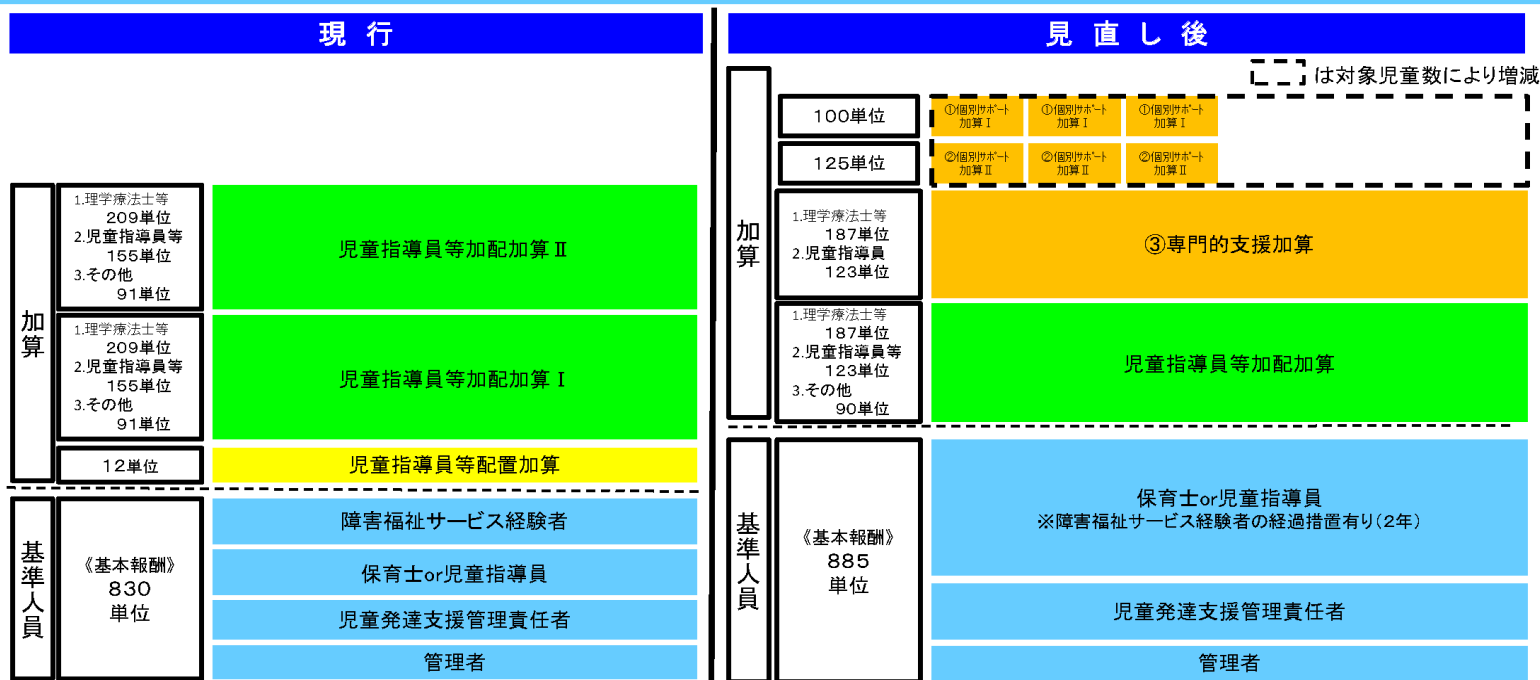 現行
加算
1.理学療法士等
209単位
2.児童指導員等
155単位
3.その他
91単位
児童指導員等加配加算Ⅱ
1.理学療法士等
209単位
2.児童指導員等
155単位
3.その他
91単位
児童指導員等加配加算Ⅰ
12単位
児童指導員等配置加算
基準人員
《基本報酬》
830
単位
障害福祉サービス経験者
保育士or児童指導員
児童発達支援管理責任者
管理者
見直し後
は対象児童数により増減
加算
100単位
①個別サポート
加算Ⅰ
①個別サポート
加算Ⅰ
①個別サポート
加算Ⅰ
125単位
②個別サポート
加算Ⅱ
②個別サポート
加算Ⅱ
②個別サポート
加算Ⅱ
1.理学療法士等
187単位
2.児童指導員
123単位
③専門的支援加算
1.理学療法士等
187単位
2.児童指導員等
123単位
3.その他
90単位
児童指導員等加配加算
基準人員
《基本報酬》
885
単位
保育士or児童指導員
※障害福祉サービス経験者の経過措置有り(2年)
児童発達支援管理責任者
管理者